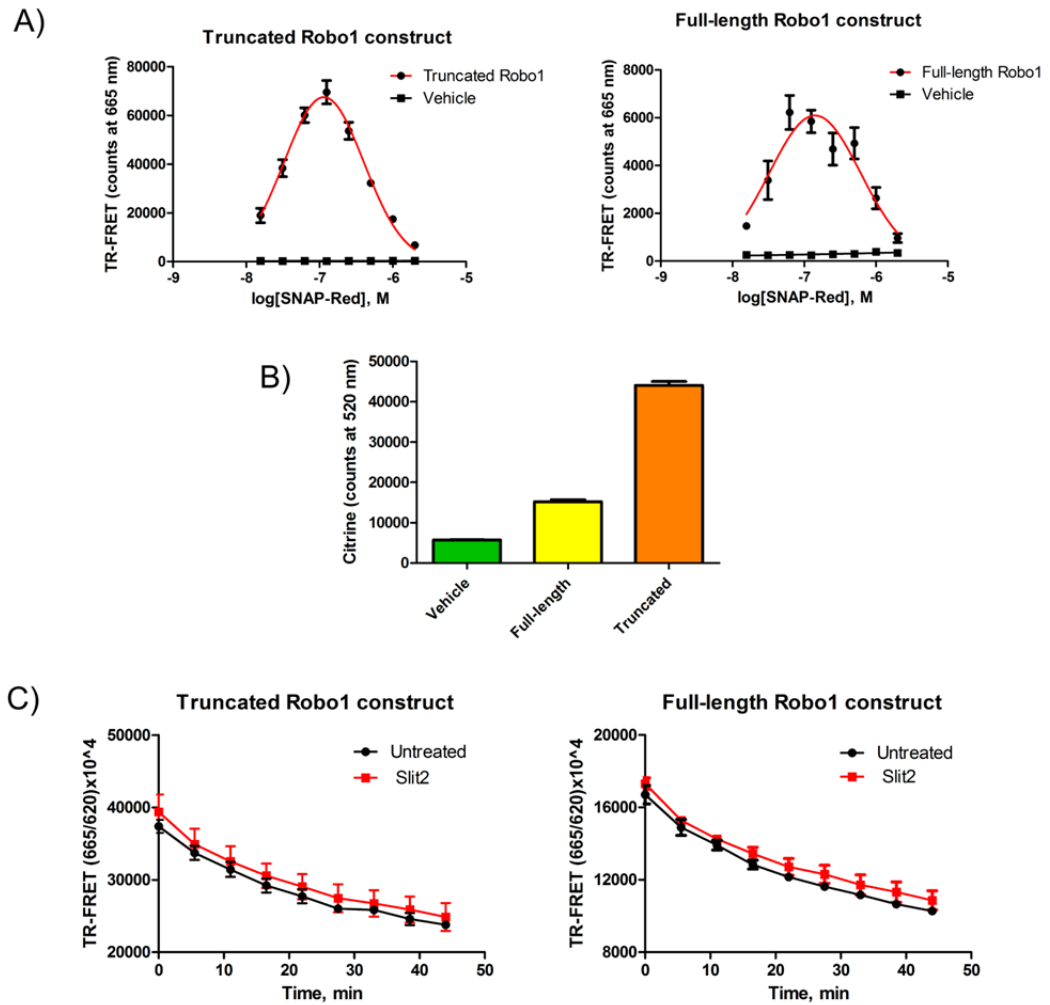 A)
Truncated Robo1 construct
TR-FRET (counts at 665 nm)
80000
60000
40000
20000
0
-9
-8
-7
-6
-5
log[SNAP-Red], M
Truncated Robo1
Vehicle
Full-length Robo1 construct
TR-FRET (counts at 665 nm)
8000
6000
4000
2000
0
-9
-8
-7
-6
-5
log[SNAP-Red], M
Full-length Robo1
Vehicle
B)
Citrine (counts at 520 nm)
50000
40000
30000
20000
10000
0
Vehicle
Full-length
Truncated
C)
Truncated Robo1 construct
TR-FRET (665/620)x10^4
50000
40000
30000
20000
0
10
20
30
40
50
Time, min
Untreated
Slit2
Full-length Robo1 construct
TR-FRET (665/620)x10^4
20000
16000
12000
8000
0
10
20
30
40
50
Time, min
Untreated
Slit2